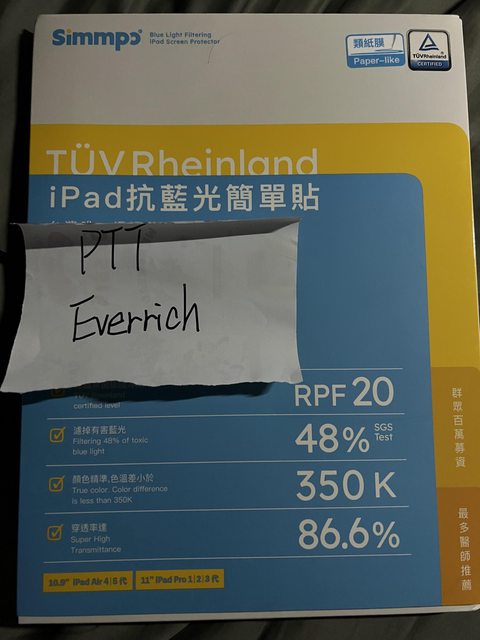 Simmpo
Blue Light Filtering
iPad Screen Protector
類紙膜
Paper-like
TÜVRheinland
CERTIFIED
TÜV Rheinland
iPad抗藍光簡單貼
PTT
Everrich
certified level
RPF 20
濾掉有害藍光
Filtering 48% of toxic
blue light
48% SGS
Test
顏色精準,色溫差小於
True color. Color difference
is less than 350K
350 K
穿透率達
Super High
Transmittance
86.6%
群眾百萬募資
最多醫師推薦
10.9" iPad Air 4|5 代
11" iPad Pro 1|2|3 代